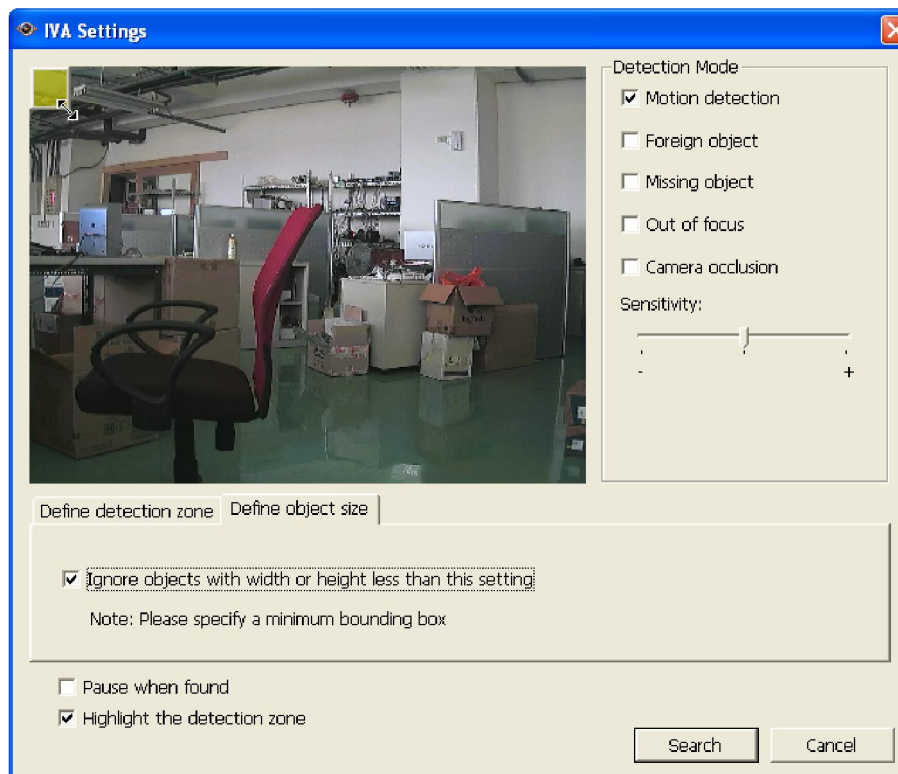 IVA Settings
Detection Mode
Motion detection
Foreign object
Missing object
Out of focus
Camera occlusion
Sensitivity:
- +
Define detection zone Define object size
Ignore objects with width or height less than this setting
Note: Please specify a minimum bounding box
Pause when found
Highlight the detection zone
Search Cancel